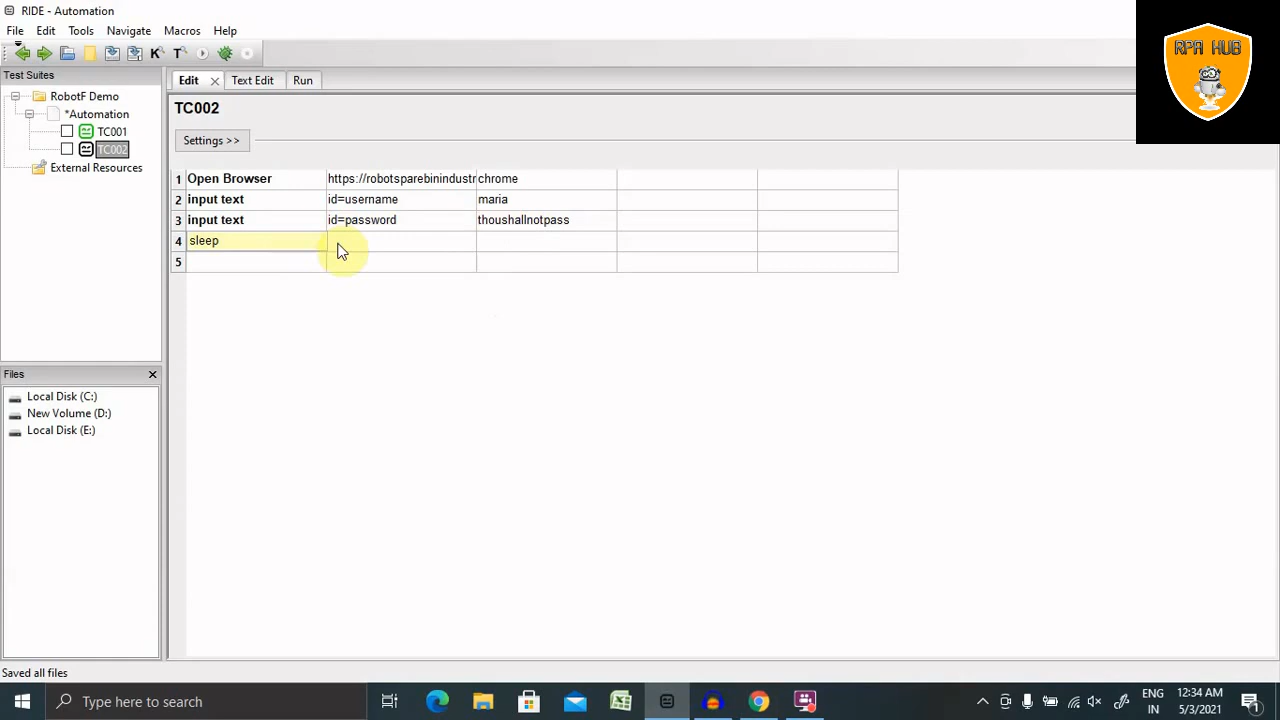 RIDE - Automation
File Edit Tools Navigate Macros Help
RPA HUB
Test Suites
Edit Text Edit Run
RobotF Demo
*Automation
TC001
TC002
External Resources
TC002
Settings >>
1 Open Browser https://robotsparebinindustr chrome
2 input text id=username maria
3 input text id=password thoushallnotpass
4 sleep
5
Files
Local Disk (C:)
New Volume (D:)
Local Disk (E:)
Saved all files
Type here to search
ENG
IN
12:34 AM
5/3/2021
1